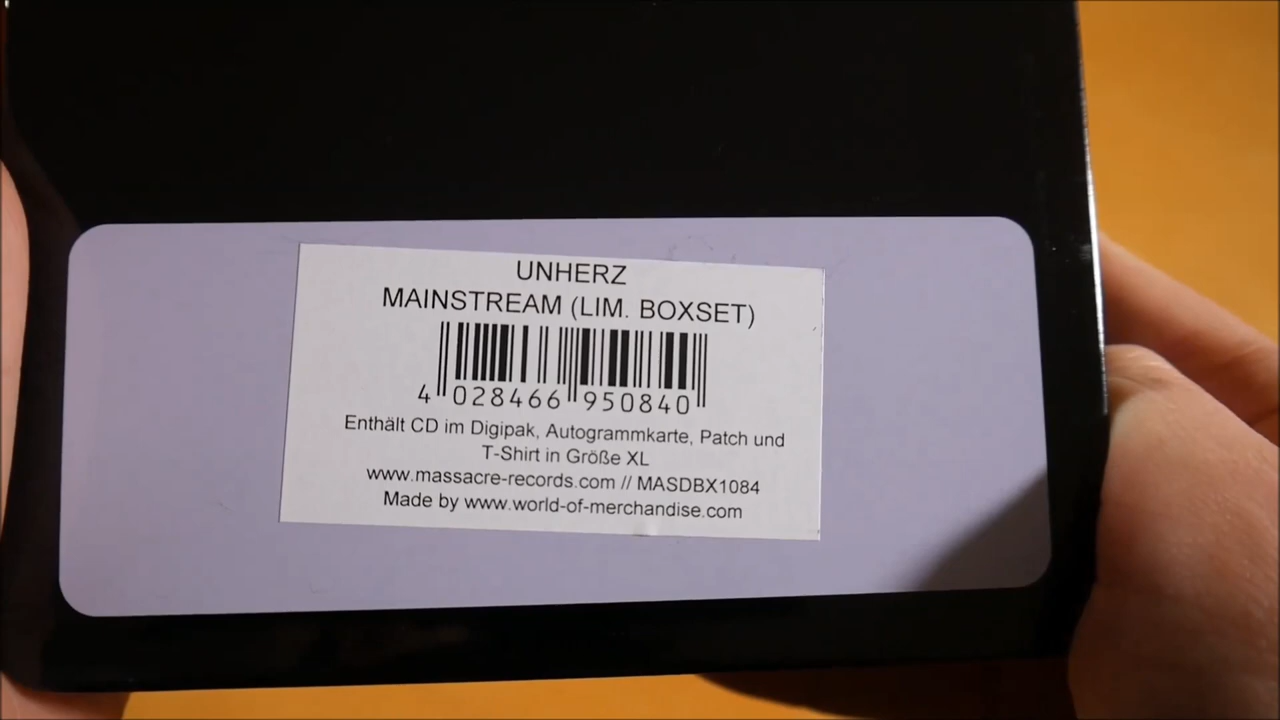 UNHERZ
MAINSTREAM (LIM. BOXSET)
4 028466 950840
Enthält CD im Digipak, Autogrammkarte, Patch und
T-Shirt in Größe XL
www.massacre-records.com // MASDBX1084
Made by www.world-of-merchandise.com